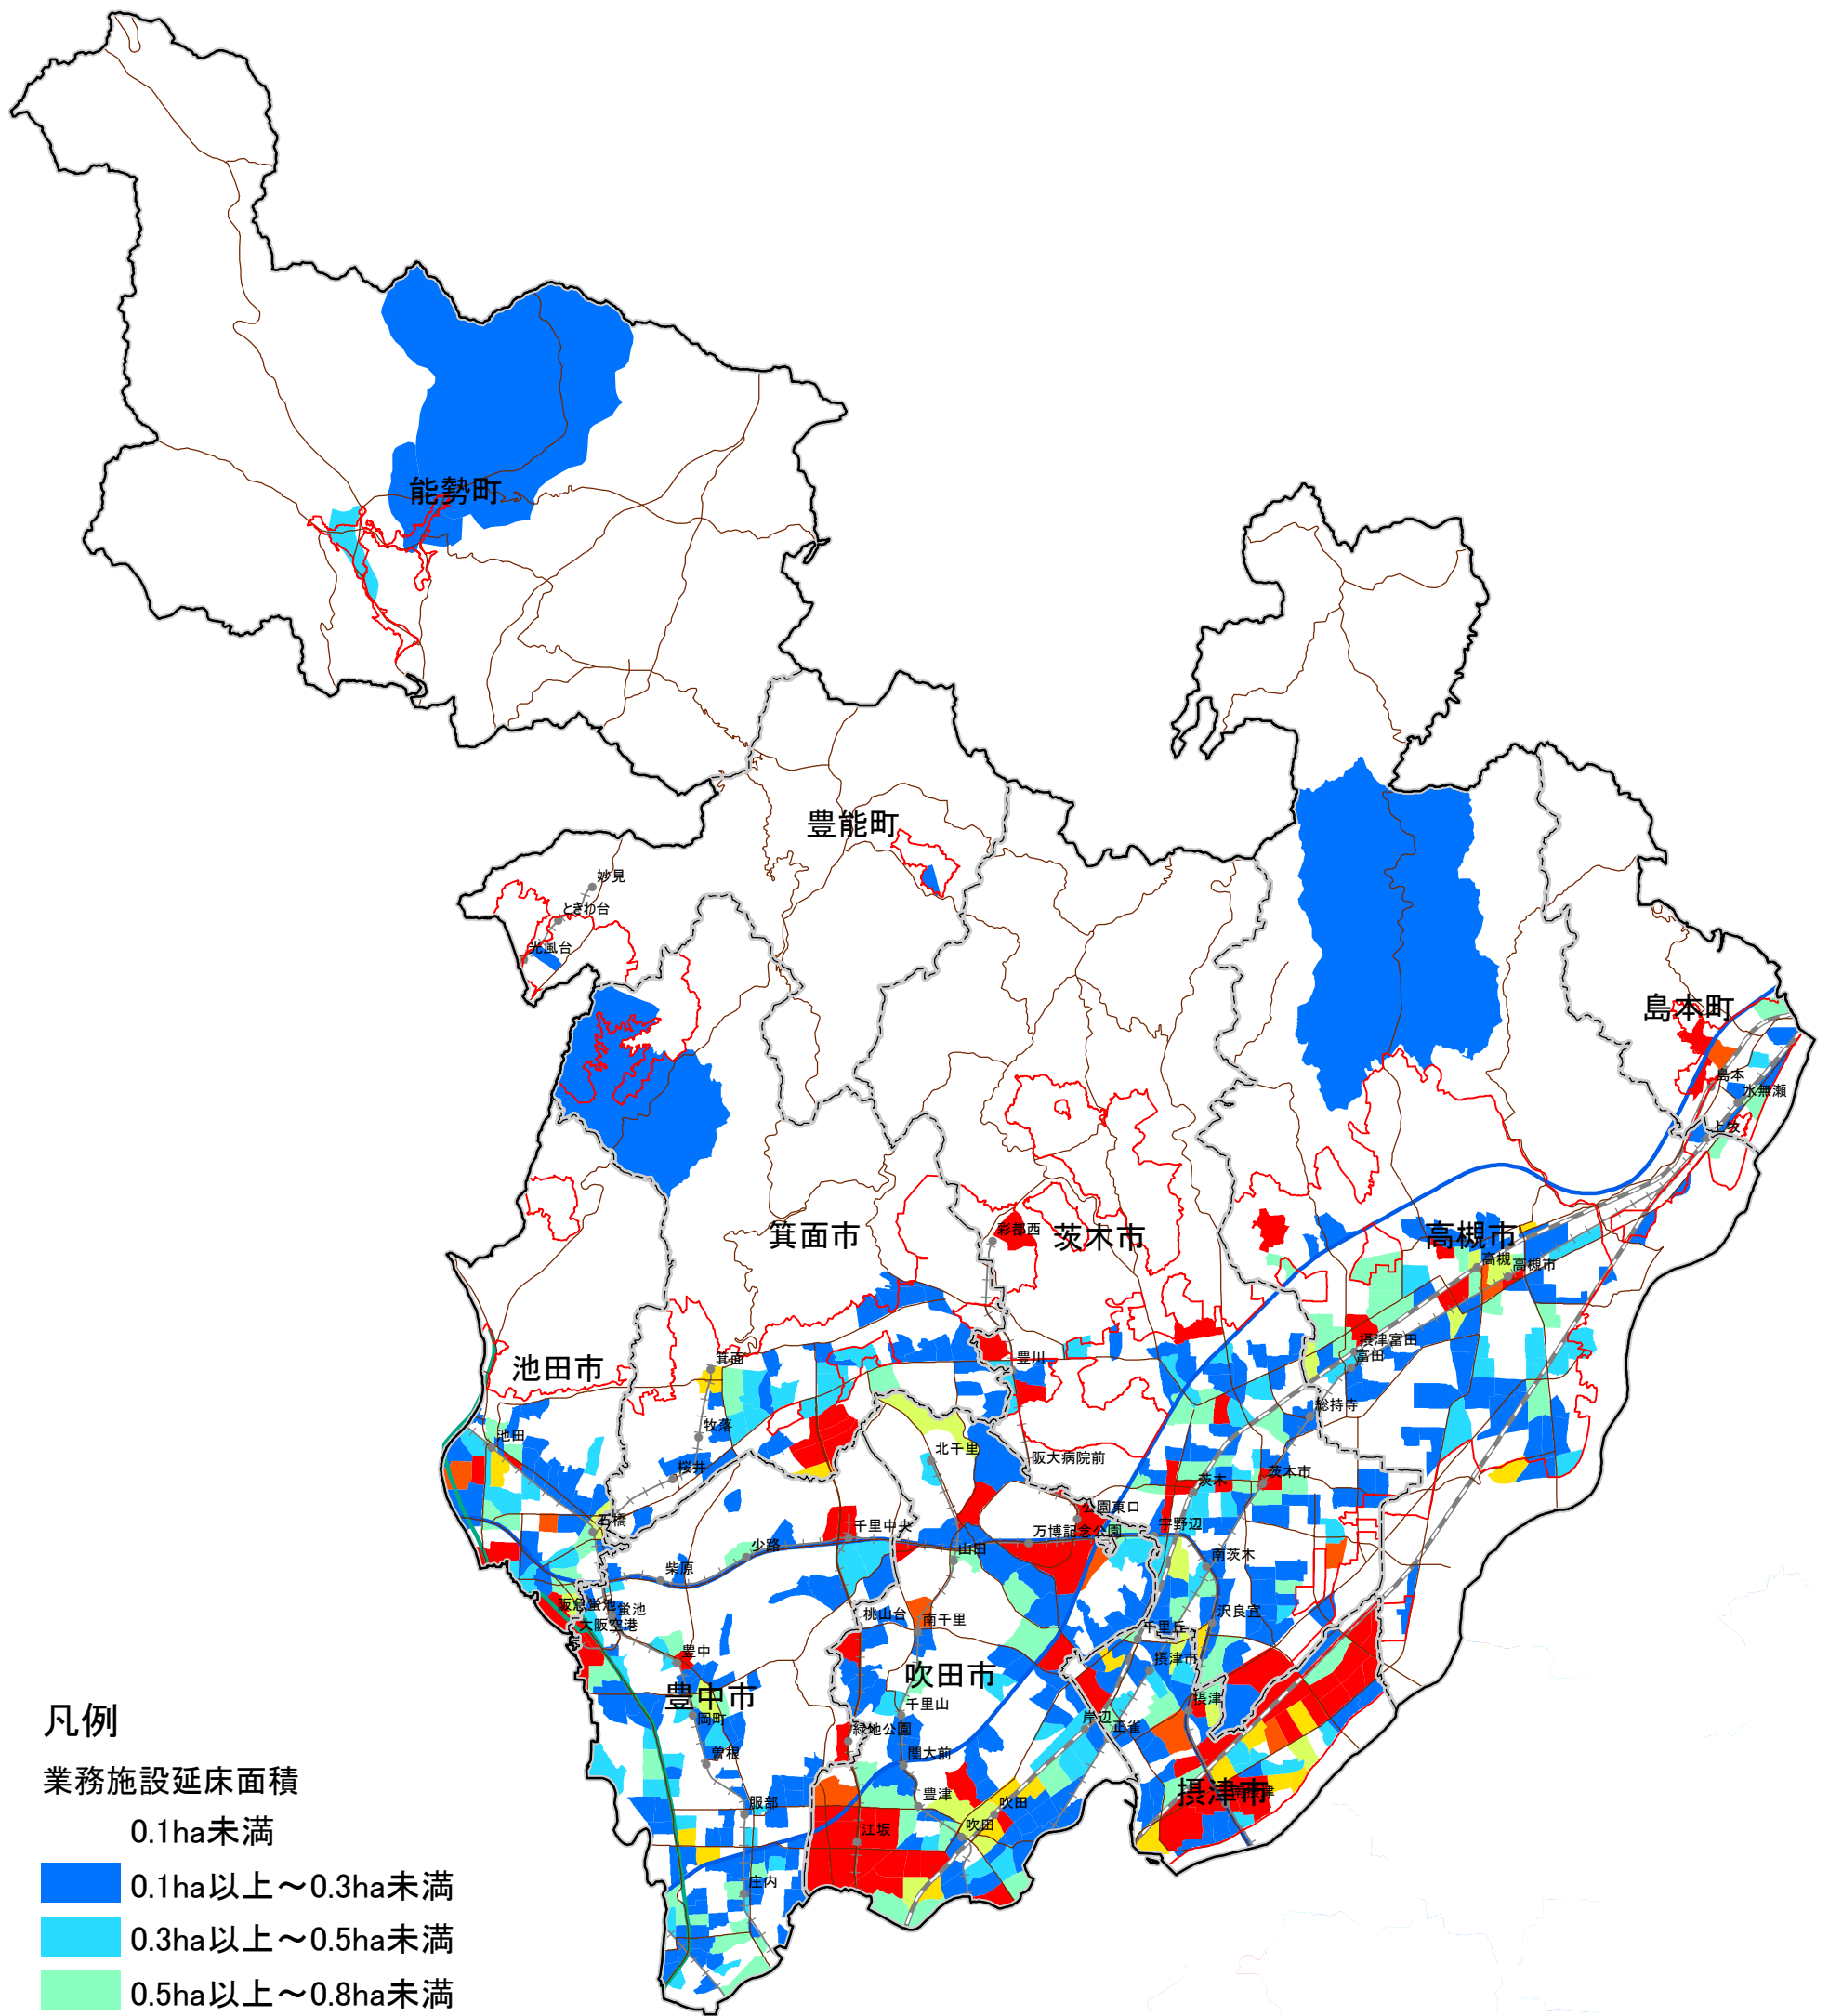 能勢町
豊能町
妙見
ときわ台
光風台
島本町
島本
水無瀬
上牧
箕面市
彩都西
茨木市
高槻市
高槻
高槻市
摂津富田
富田
池田市
箕面
豊川
総持寺
牧落
池田
北千里
桜井
阪大病院前
茨木
茨木市
石橋
千里中央
公園東口
万博記念公園
宇野辺
少路
山田
柴原
南茨木
阪急蛍池
蛍池
大阪空港
桃山台
南千里
沢良宜
千里丘
豊中
吹田市
摂津市
豊中市
岡町
千里山
摂津
緑地公園
岸辺
正雀
曽根
関大前
摂津市
南摂津
服部
豊津
吹田
江坂
吹田
庄内
凡例
業務施設延床面積
0.1ha未満
0.1ha以上～0.3ha未満
0.3ha以上～0.5ha未満
0.5ha以上～0.8ha未満